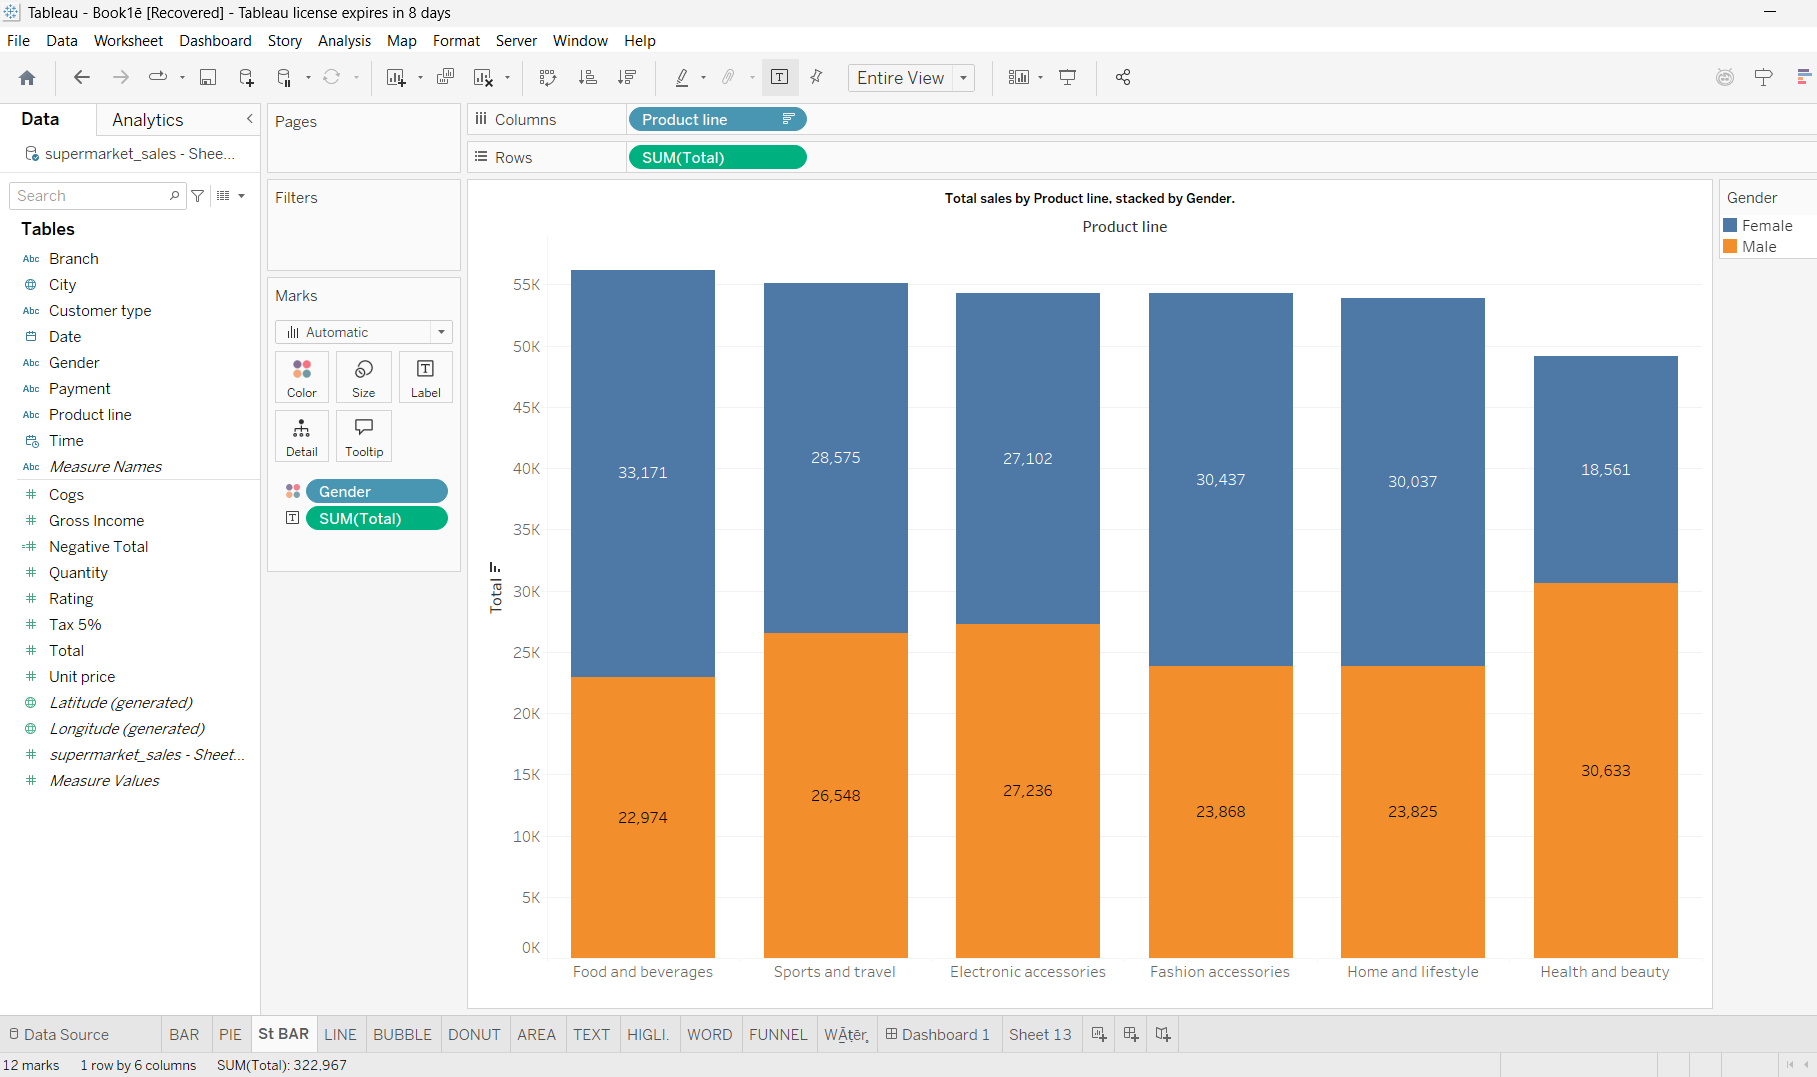 Tableau - Book1ē [Recovered] - Tableau license expires in 8 days
File Data Worksheet Dashboard Story Analysis Map Format Server Window Help
Entire View
Data Analytics
supermarket_sales - Shee...
Search
Tables
Abc Branch
City
Abc Customer type
Date
Abc Gender
Abc Payment
Abc Product line
Time
Abc Measure Names
# Cogs
# Gross Income
=# Negative Total
# Quantity
# Rating
# Tax 5%
# Total
# Unit price
Latitude (generated)
Longitude (generated)
# supermarket_sales - Sheet...
# Measure Values
Pages
Filters
Marks
Automatic
Color Size Label
Detail Tooltip
Gender
SUM(Total)
Columns Product line
Rows SUM(Total)
Total sales by Product line, stacked by Gender.
Product line
Total
55K
50K
45K
40K
35K
30K
25K
20K
15K
10K
5K
0K
33,171 28,575 27,102 30,437 30,037 18,561
22,974 26,548 27,236 23,868 23,825 30,633
Food and beverages Sports and travel Electronic accessories Fashion accessories Home and lifestyle Health and beauty
Gender
Female
Male
Data Source BAR PIE St BAR LINE BUBBLE DONUT AREA TEXT HIGLI. WORD FUNNEL Dashboard 1 Sheet 13
12 marks 1 row by 6 columns SUM(Total): 322,967